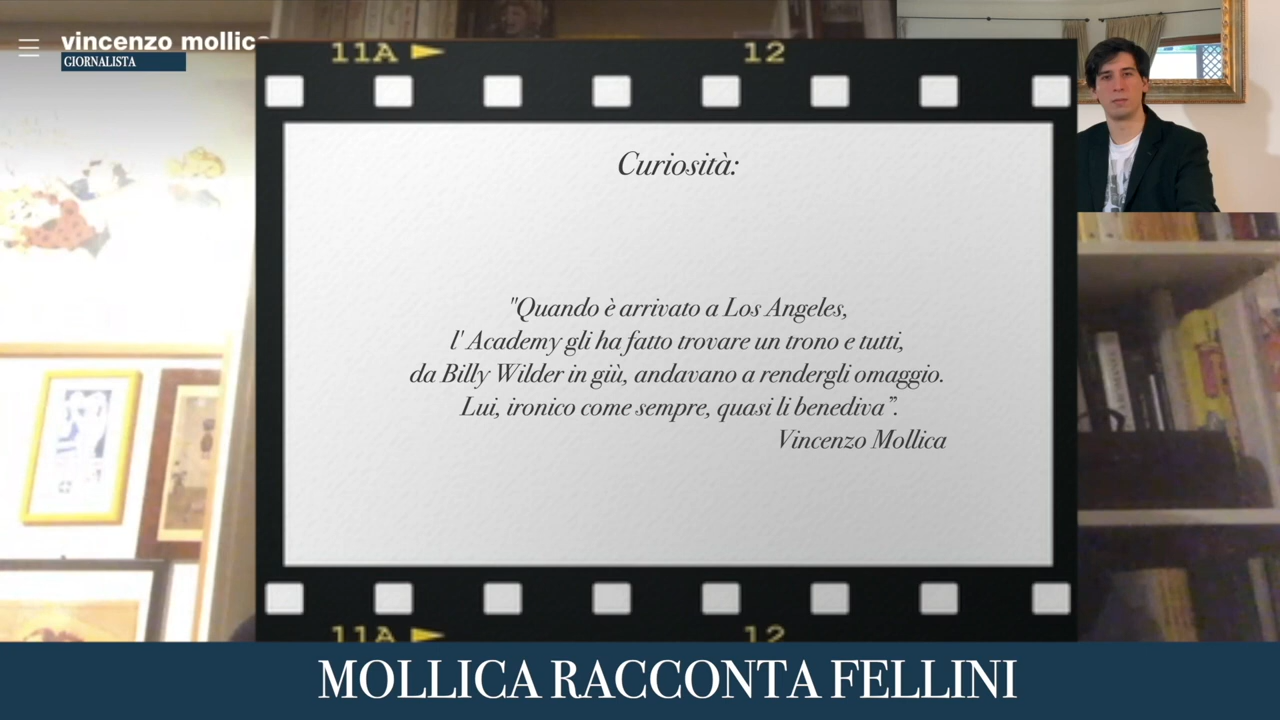 vincenzo mollica
GIORNALISTA
11A
12
Curiosità:
"Quando è arrivato a Los Angeles,
l' Academy gli ha fatto trovare un trono e tutti,
da Billy Wilder in giù, andavano a rendergli omaggio.
Lui, ironico come sempre, quasi li benediva”.
Vincenzo Mollica
11A
12
MOLLICA RACCONTA FELLINI